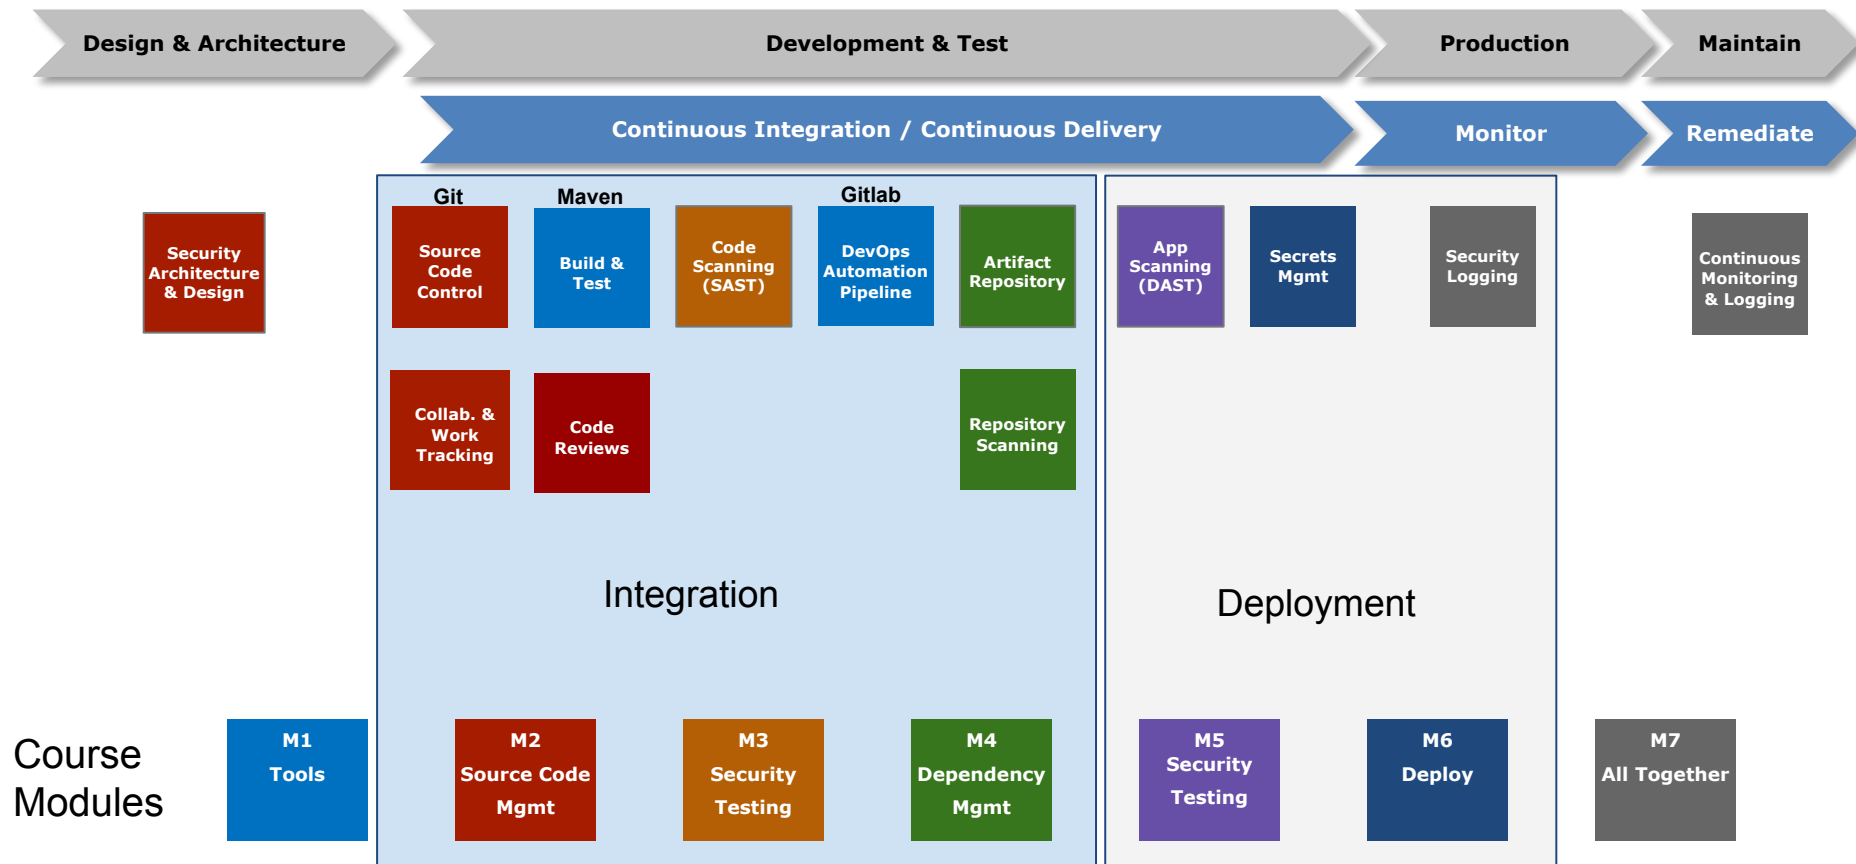 Design & Architecture
Development & Test
Production
Maintain
Continuous Integration / Continuous Delivery
Monitor
Remediate
Git
Maven
Gitlab
Security
Architecture
& Design
Source
Code
Control
Build &
Test
Code
Scanning
(SAST)
DevOps
Automation
Pipeline
Artifact
Repository
App
Scanning
(DAST)
Secrets
Mgmt
Security
Logging
Continuous
Monitoring
& Logging
Collab. &
Work
Tracking
Code
Reviews
Repository
Scanning
Integration
Deployment
Course
Modules
M1
Tools
M2
Source Code
Mgmt
M3
Security
Testing
M4
Dependency
Mgmt
M5
Security
Testing
M6
Deploy
M7
All Together